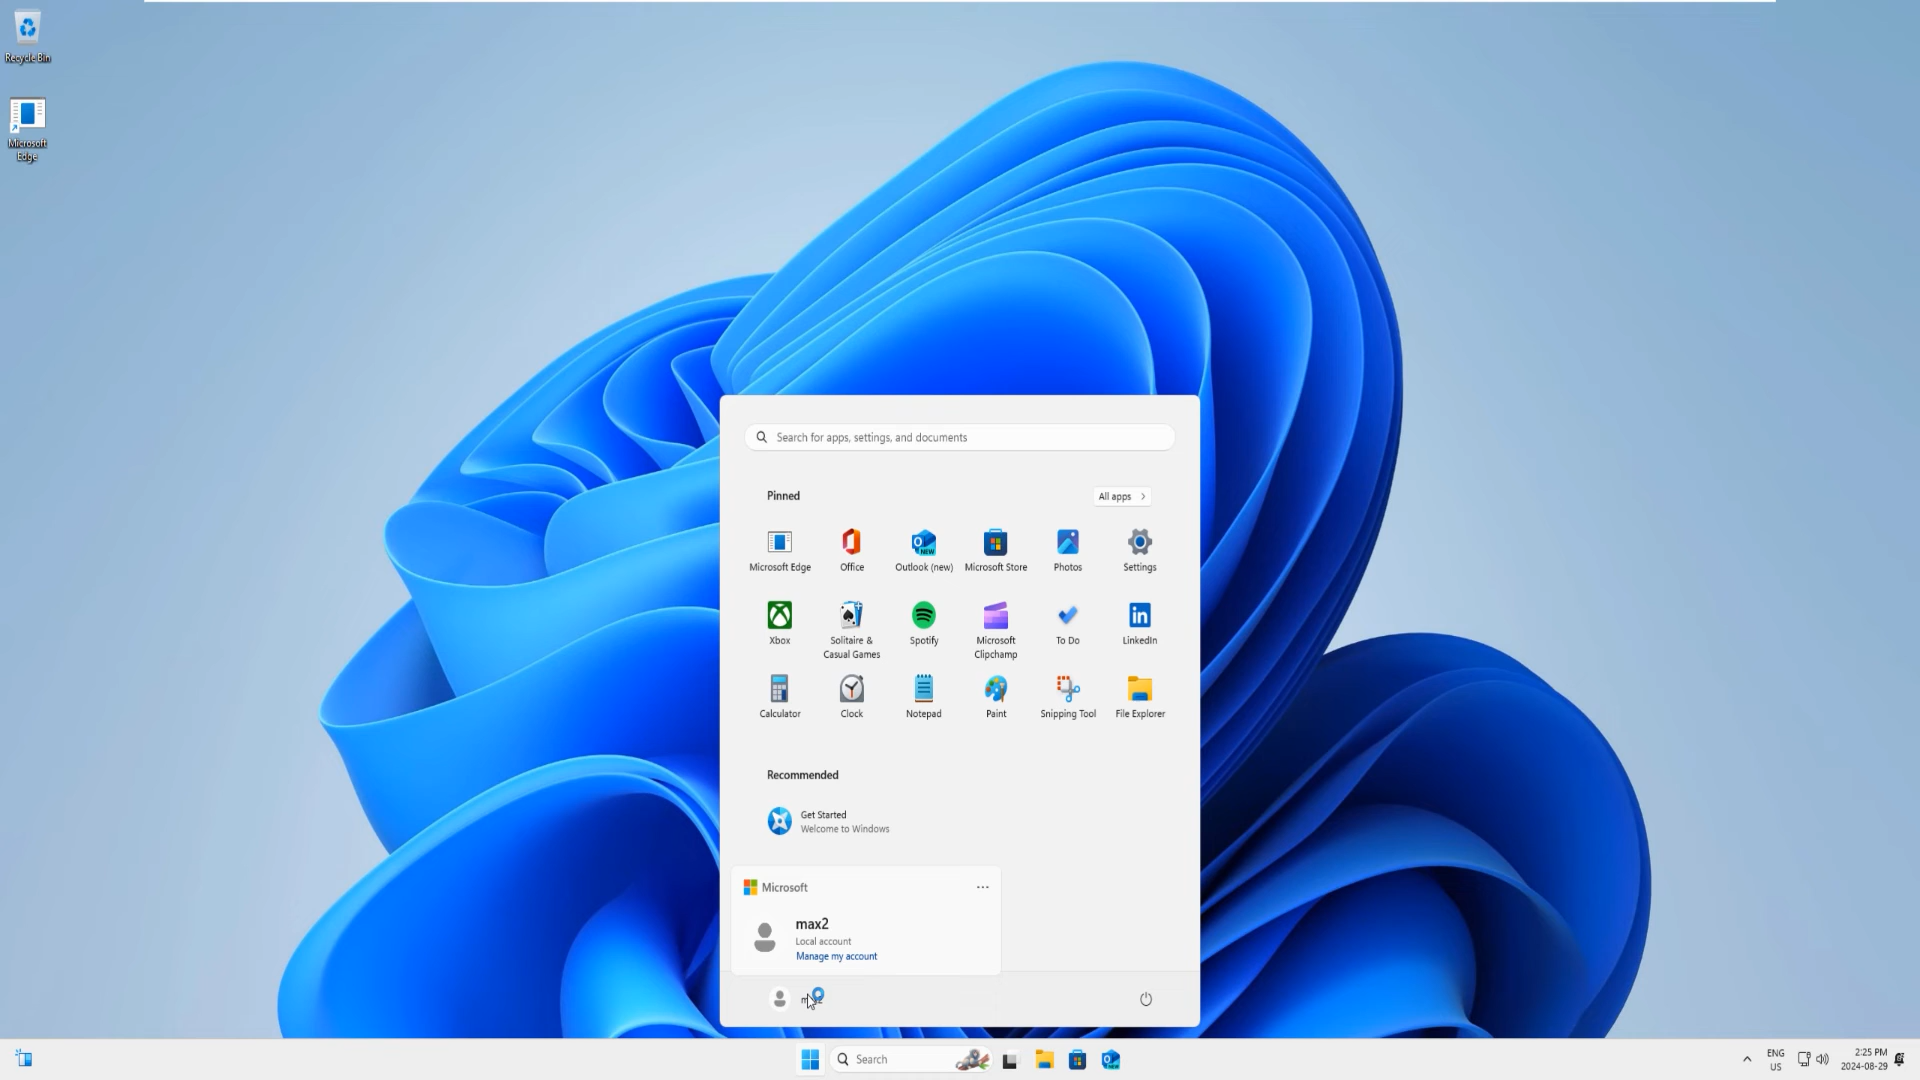 Recycle Bin
Microsoft
Edge
Search for apps, settings, and documents
Pinned
All apps
Microsoft Edge
Office
Outlook (new)
Microsoft Store
Photos
Settings
Xbox
Solitaire &
Casual Games
Spotify
Microsoft
Clipchamp
To Do
LinkedIn
Calculator
Clock
Notepad
Paint
Snipping Tool
File Explorer
Recommended
Get Started
Welcome to Windows
Microsoft
max2
Local account
Manage my account
Search
ENG
US
2:25 PM
2024-08-29